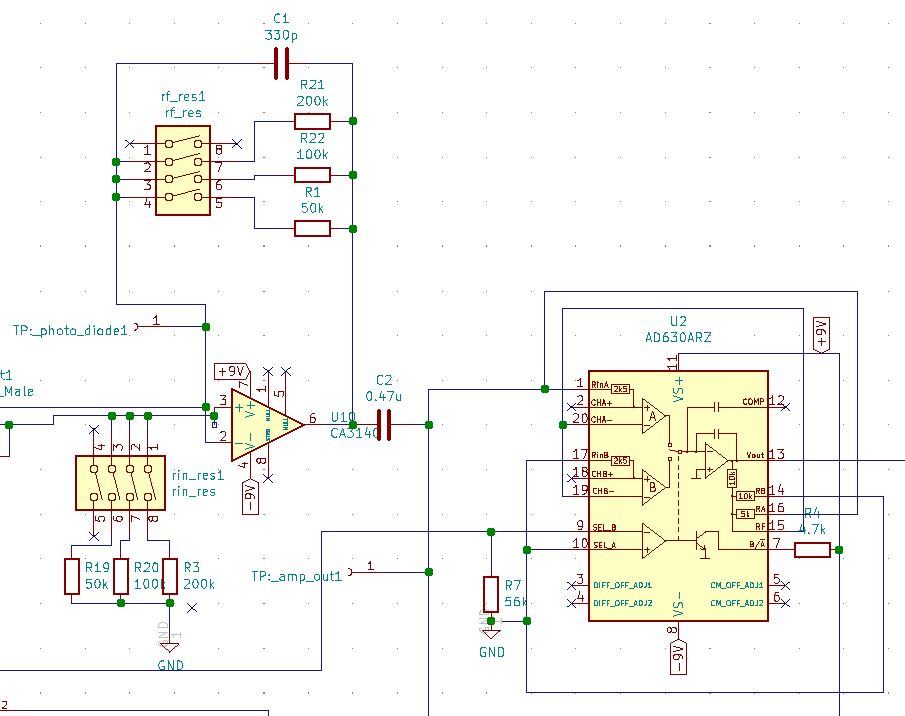 C1
330p
R21
200k
rf_res1
rf_res
R22
100k
R1
50k
1
2
3
4
8
7
6
5
TP:_photo_diode1
1
t1
_Male
+9V
7
1
5
3
2
6
+
V+
V-
4
8
-9V
U10
CA3140
C2
0.47u
4
3
2
1
rin_res1
rin_res
5
6
7
8
R19
50k
R20
100k
R3
200k
GND
1
GND
TP:_amp_out1
1
R7
56k
GND
GND
2
U2
AD630ARZ
+9V
11
VS+
1
RinA
2k5
2
CHA+
20
CHA-
A
17
RinB
2k5
18
CHB+
19
CHB-
B
9
SEL_B
10
SEL_A
3
DIFF_OFF_ADJ1
4
DIFF_OFF_ADJ2
COMP
12
Vout
13
10k
10k
RB
14
5k
RA
16
RF
15
B/A
7
CM_OFF_ADJ1
5
CM_OFF_ADJ2
6
VS-
8
-9V
R4
4.7k